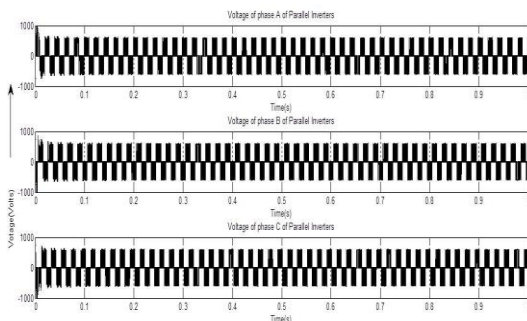 Voltage of phase A of Parallel Inverters
1000
0
-1000
0 0.1 0.2 0.3 0.4 0.5 0.6 0.7 0.8 0.9
Time(s)
Voltage of phase B of Parallel Inverters
1000
0
-1000
0 0.1 0.2 0.3 0.4 0.5 0.6 0.7 0.8 0.9
Time(s)
Voltage of phase C of Parallel Inverters
1000
0
-1000
0 0.1 0.2 0.3 0.4 0.5 0.6 0.7 0.8 0.9
Time(s)
Votage(Volts)